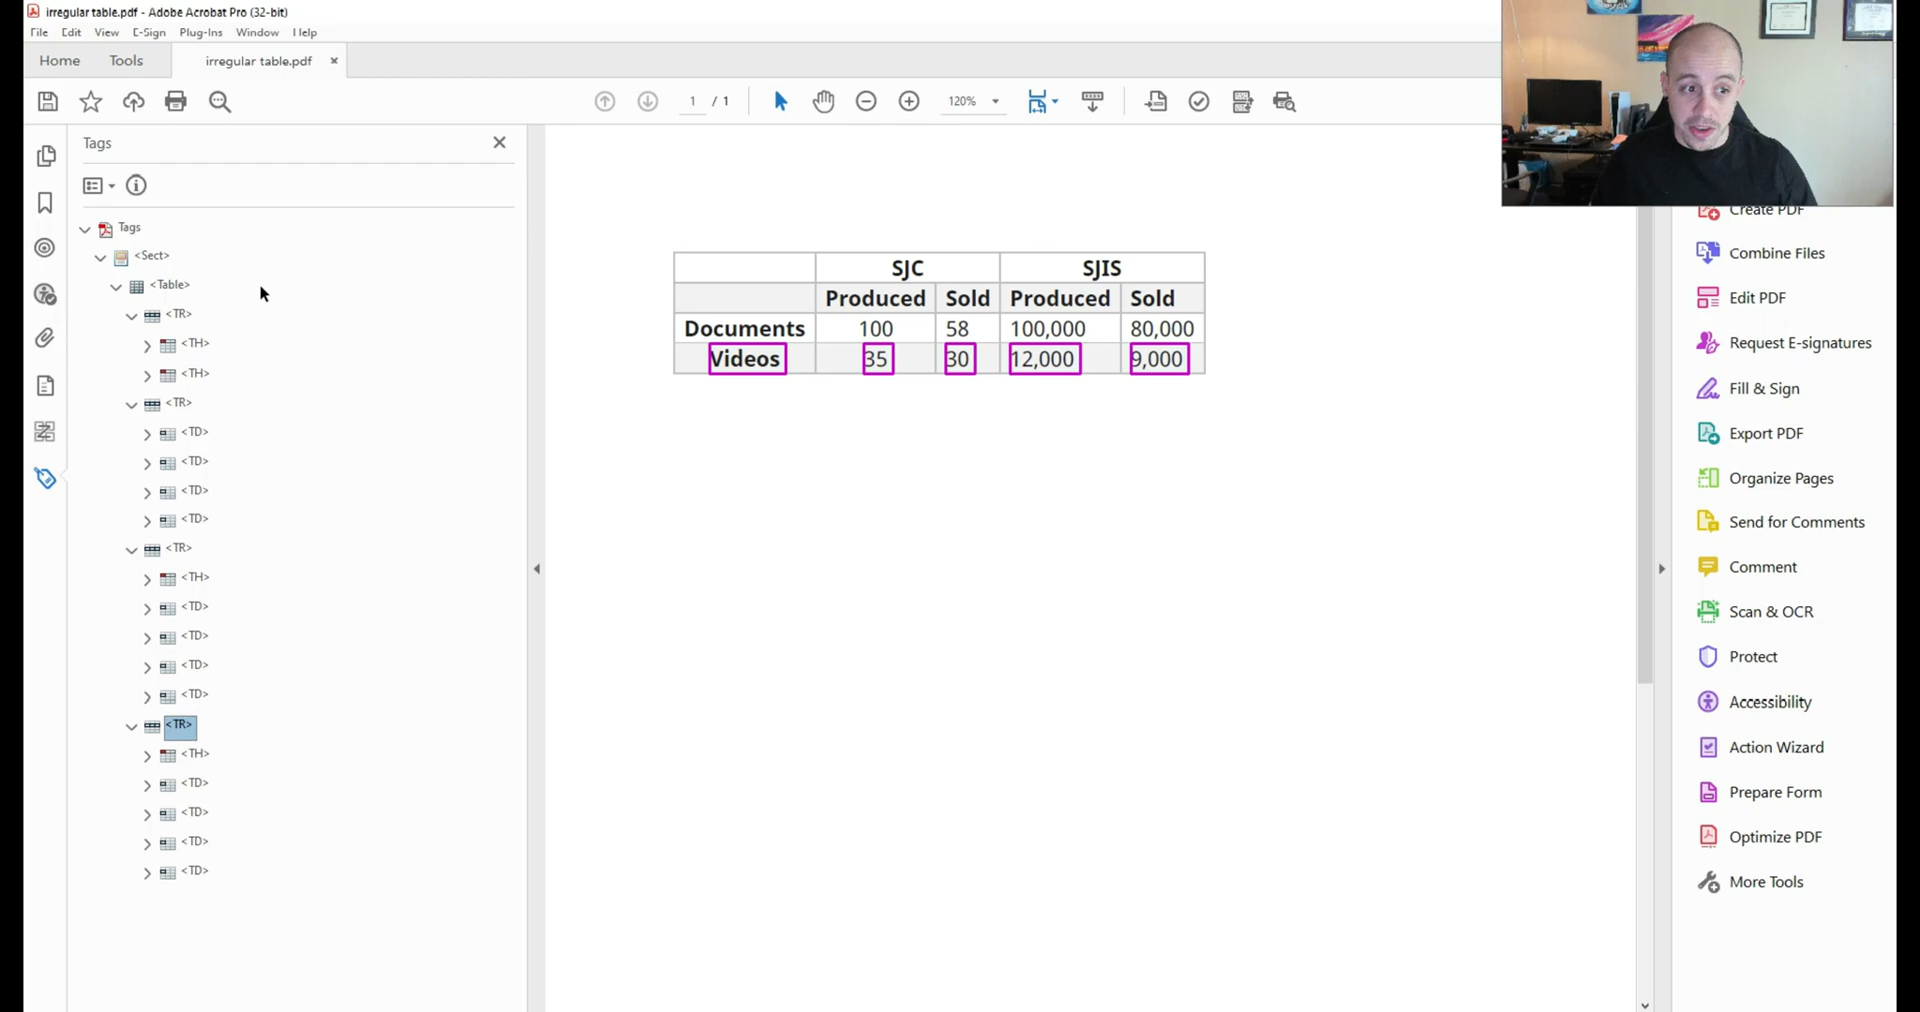 irregular table.pdf - Adobe Acrobat Pro (32-bit)
File Edit View E-Sign Plug-Ins Window Help
Home Tools irregular table.pdf ×
1 / 1 120%
Tags
Tags
<Sect>
<Table>
<TR>
<TH>
<TH>
<TR>
<TD>
<TD>
<TD>
<TD>
<TR>
<TH>
<TD>
<TD>
<TD>
<TD>
<TR>
<TH>
<TD>
<TD>
<TD>
<TD>
SJC SJIS
Produced Sold Produced Sold
Documents 100 58 100,000 80,000
Videos 35 30 12,000 9,000
Create PDF
Combine Files
Edit PDF
Request E-signatures
Fill & Sign
Export PDF
Organize Pages
Send for Comments
Comment
Scan & OCR
Protect
Accessibility
Action Wizard
Prepare Form
Optimize PDF
More Tools